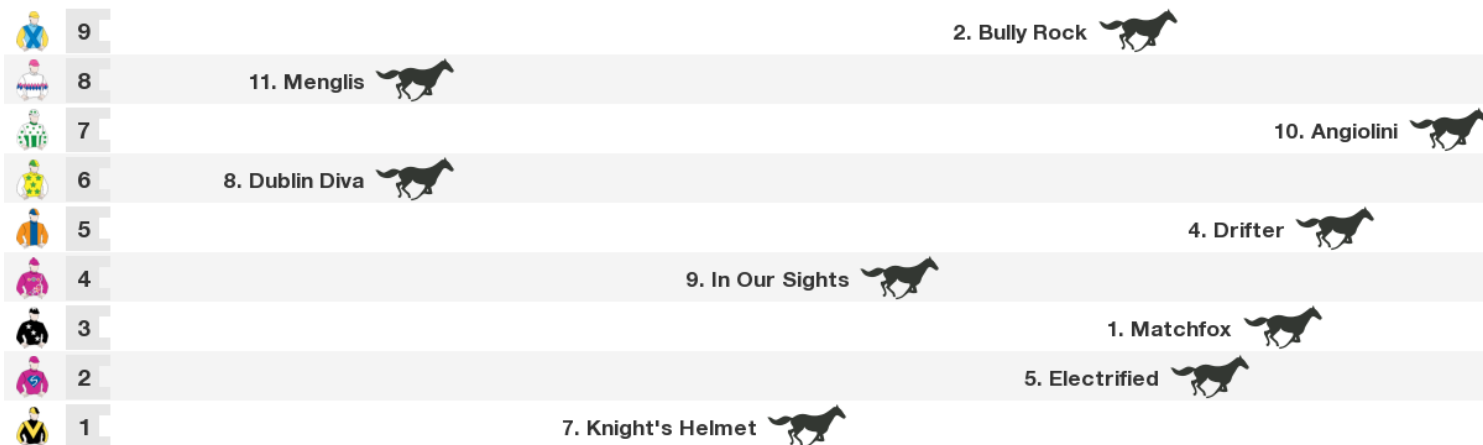 9 2. Bully Rock
8 11. Menglis
7 10. Angiolini
6 8. Dublin Diva
5 4. Drifter
4 9. In Our Sights
3 1. Matchfox
2 5. Electrified
1 7. Knight's Helmet